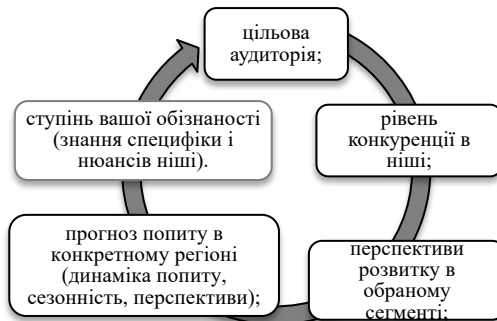 цільова
аудиторія;
рівень
конкуренції в
ніші;
перспективи
розвитку в
обраному
сегменті;
прогноз попиту в
конкретному регіоні
(динаміка попиту,
сезонність, перспективи);
ступінь вашої обізнаності
(знання специфіки і
нюансів ніші).